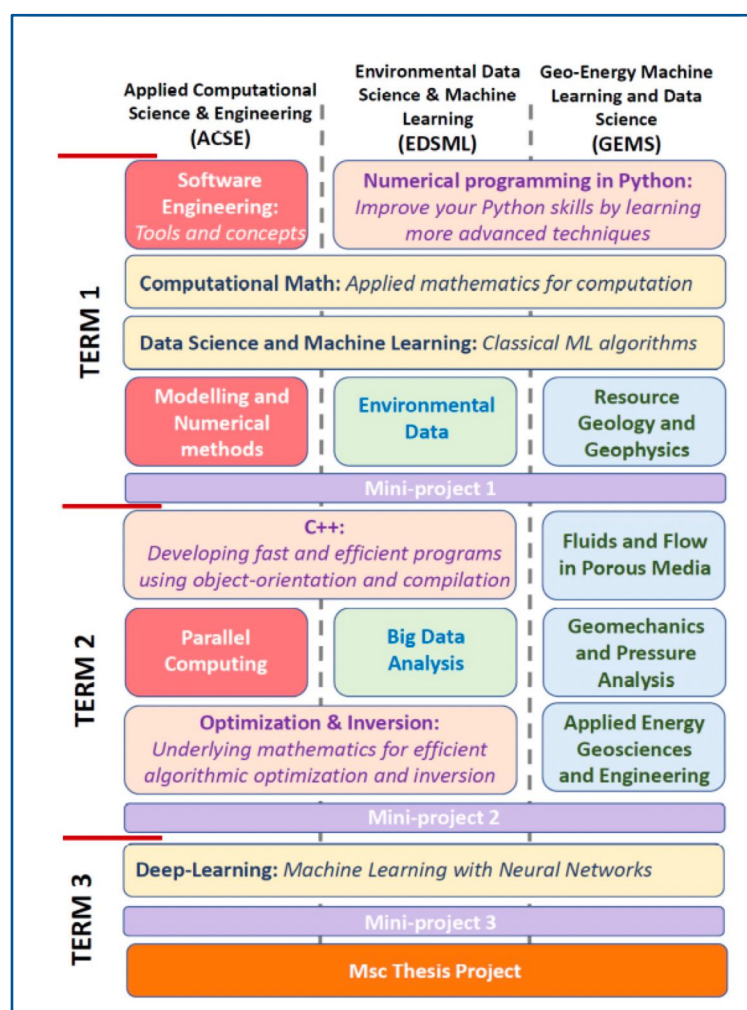 Applied Computational
Science & Engineering
(ACSE)
Environmental Data
Science & Machine
Learning
(EDSML)
Geo-Energy Machine
Learning and Data
Science
(GEMS)
TERM 1
Software
Engineering:
Tools and concepts
Numerical programming in Python:
Improve your Python skills by learning
more advanced techniques
Computational Math: Applied mathematics for computation
Data Science and Machine Learning: Classical ML algorithms
Modelling and
Numerical
methods
Environmental
Data
Resource
Geology and
Geophysics
Mini-project 1
TERM 2
C++:
Developing fast and efficient programs
using object-orientation and compilation
Fluids and Flow
in Porous Media
Parallel
Computing
Big Data
Analysis
Geomechanics
and Pressure
Analysis
Optimization & Inversion:
Underlying mathematics for efficient
algorithmic optimization and inversion
Applied Energy
Geosciences
and Engineering
Mini-project 2
TERM 3
Deep-Learning: Machine Learning with Neural Networks
Mini-project 3
Msc Thesis Project